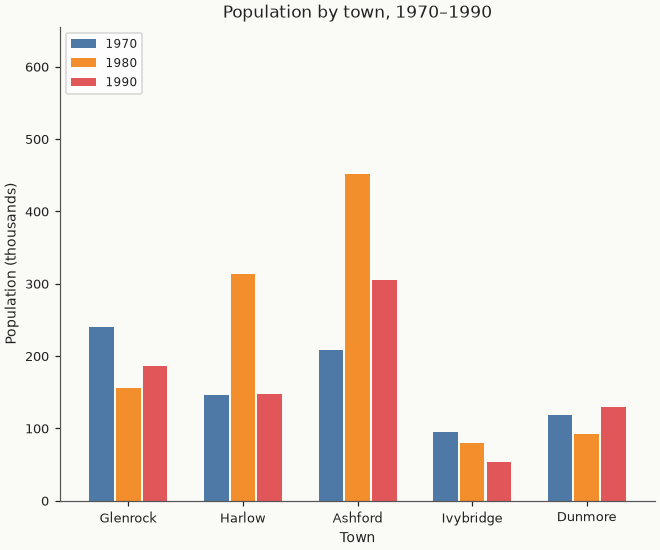 Population by town, 1970–1990
1970
1980
1990
Population (thousands)
600
500
400
300
200
100
0
Glenrock Harlow Ashford Ivybridge Dunmore
Town